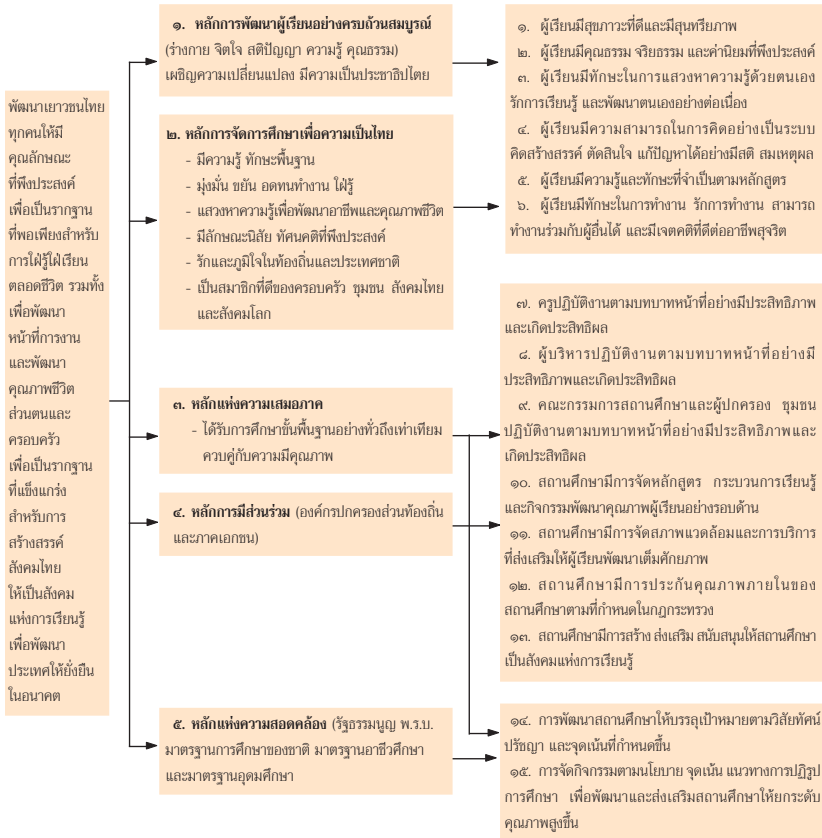 พัฒนาเยาวชนไทย
ทุกคนให้มี
คุณลักษณะ
ที่พึงประสงค์
เพื่อเป็นรากฐาน
ที่พอเพียงสำหรับ
การใฝ่รู้ใฝ่เรียน
ตลอดชีวิต รวมทั้ง
เพื่อพัฒนา
หน้าที่การงาน
และพัฒนา
คุณภาพชีวิต
ส่วนตนและ
ครอบครัว
เพื่อเป็นรากฐาน
ที่แข็งแกร่ง
สำหรับการ
สร้างสรรค์
สังคมไทย
ให้เป็นสังคม
แห่งการเรียนรู้
เพื่อพัฒนา
ประเทศให้ยั่งยืน
ในอนาคต
๑. หลักการพัฒนาผู้เรียนอย่างครบถ้วนสมบูรณ์
(ร่างกาย จิตใจ สติปัญญา ความรู้ คุณธรรม)
เผชิญความเปลี่ยนแปลง มีความเป็นประชาธิปไตย
๒. หลักการจัดการศึกษาเพื่อความเป็นไทย
- มีความรู้ ทักษะพื้นฐาน
- มุ่งมั่น ขยัน อดทนทำงาน ใฝ่รู้
- แสวงหาความรู้เพื่อพัฒนาอาชีพและคุณภาพชีวิต
- มีลักษณะนิสัย ทัศนคติที่พึงประสงค์
- รักและภูมิใจในท้องถิ่นและประเทศชาติ
- เป็นสมาชิกที่ดีของครอบครัว ชุมชน สังคมไทย
และสังคมโลก
๓. หลักแห่งความเสมอภาค
- ได้รับการศึกษาขั้นพื้นฐานอย่างทั่วถึงเท่าเทียม
ควบคู่กับความมีคุณภาพ
๔. หลักการมีส่วนร่วม (องค์กรปกครองส่วนท้องถิ่น
และภาคเอกชน)
๕. หลักแห่งความสอดคล้อง (รัฐธรรมนูญ พ.ร.บ.
มาตรฐานการศึกษาของชาติ มาตรฐานอาชีวศึกษา
และมาตรฐานอุดมศึกษา
๑. ผู้เรียนมีสุขภาวะที่ดีและมีสุนทรียภาพ
๒. ผู้เรียนมีคุณธรรม จริยธรรม และค่านิยมที่พึงประสงค์
๓. ผู้เรียนมีทักษะในการแสวงหาความรู้ด้วยตนเอง
รักการเรียนรู้ และพัฒนาตนเองอย่างต่อเนื่อง
๔. ผู้เรียนมีความสามารถในการคิดอย่างเป็นระบบ
คิดสร้างสรรค์ ตัดสินใจ แก้ปัญหาได้อย่างมีสติ สมเหตุผล
๕. ผู้เรียนมีความรู้และทักษะที่จำเป็นตามหลักสูตร
๖. ผู้เรียนมีทักษะในการทำงาน รักการทำงาน สามารถ
ทำงานร่วมกับผู้อื่นได้ และมีเจตคติที่ดีต่ออาชีพสุจริต
๗. ครูปฏิบัติงานตามบทบาทหน้าที่อย่างมีประสิทธิภาพ
และเกิดประสิทธิผล
๘. ผู้บริหารปฏิบัติงานตามบทบาทหน้าที่อย่างมี
ประสิทธิภาพและเกิดประสิทธิผล
๙. คณะกรรมการสถานศึกษาและผู้ปกครอง ชุมชน
ปฏิบัติงานตามบทบาทหน้าที่อย่างมีประสิทธิภาพและ
เกิดประสิทธิผล
๑๐. สถานศึกษามีการจัดหลักสูตร กระบวนการเรียนรู้
และกิจกรรมพัฒนาคุณภาพผู้เรียนอย่างรอบด้าน
๑๑. สถานศึกษามีการจัดสภาพแวดล้อมและการบริการ
ที่ส่งเสริมให้ผู้เรียนพัฒนาเต็มศักยภาพ
๑๒. สถานศึกษามีการประกันคุณภาพภายในของ
สถานศึกษาตามที่กำหนดในกฎกระทรวง
๑๓. สถานศึกษามีการสร้าง ส่งเสริม สนับสนุนให้สถานศึกษา
เป็นสังคมแห่งการเรียนรู้
๑๔. การพัฒนาสถานศึกษาให้บรรลุเป้าหมายตามวิสัยทัศน์
ปรัชญา และจุดเน้นที่กำหนดขึ้น
๑๕. การจัดกิจกรรมตามนโยบาย จุดเน้น แนวทางการปฏิรูป
การศึกษา เพื่อพัฒนาและส่งเสริมสถานศึกษาให้ยกระดับ
คุณภาพสูงขึ้น